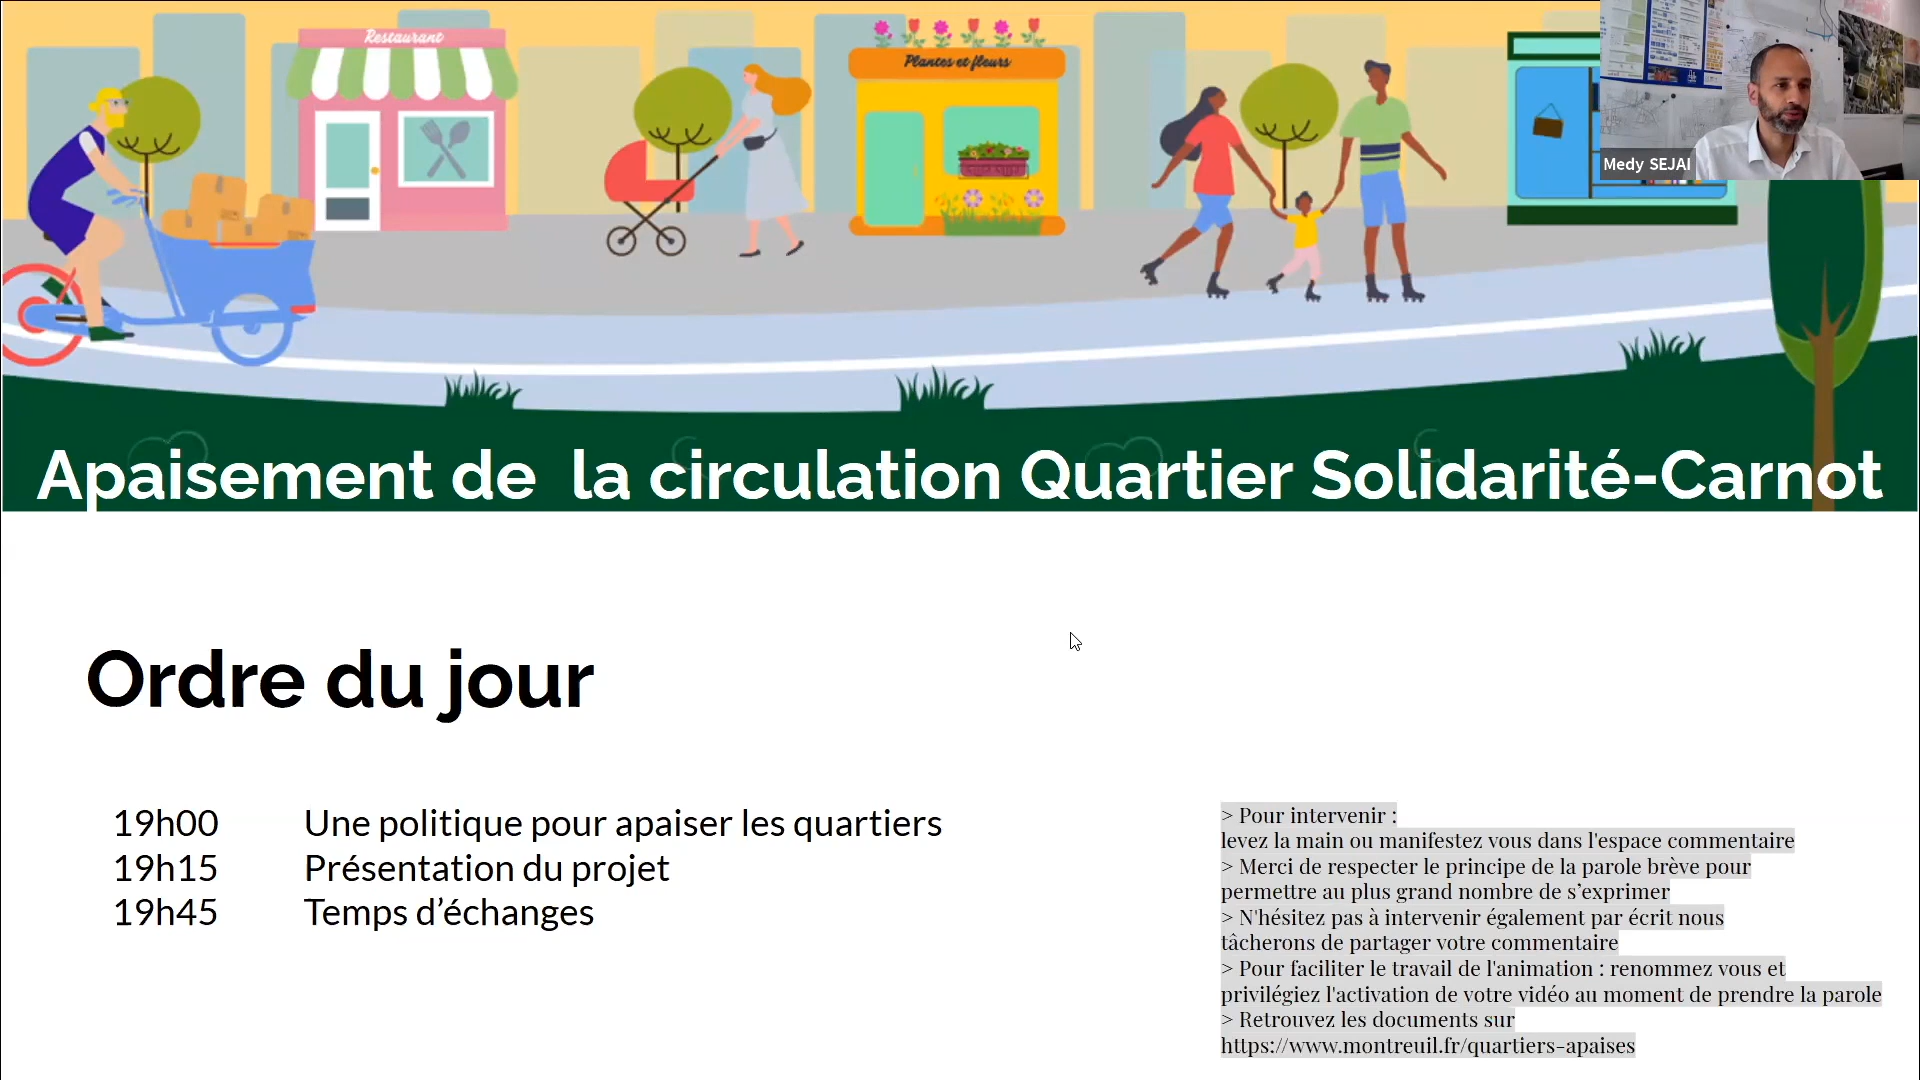 Restaurant
Plantes et fleurs
Medy SEJAI
Apaisement de la circulation Quartier Solidarité-Carnot
Ordre du jour
19h00 Une politique pour apaiser les quartiers
19h15 Présentation du projet
19h45 Temps d’échanges
> Pour intervenir :
levez la main ou manifestez vous dans l'espace commentaire
> Merci de respecter le principe de la parole brève pour
permettre au plus grand nombre de s’exprimer
> N'hésitez pas à intervenir également par écrit nous
tâcherons de partager votre commentaire
> Pour faciliter le travail de l'animation : renommez vous et
privilégiez l'activation de votre vidéo au moment de prendre la parole
> Retrouvez les documents sur
https://www.montreuil.fr/quartiers-apaises